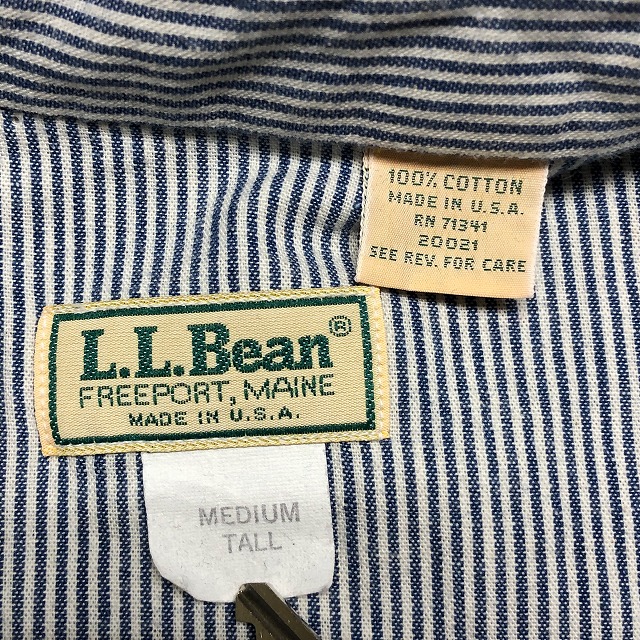 100% COTTON
MADE IN U.S.A.
RN 71341
20021
SEE REV. FOR CARE
L.L.Bean®
FREEPORT, MAINE
MADE IN U.S.A.
MEDIUM
TALL